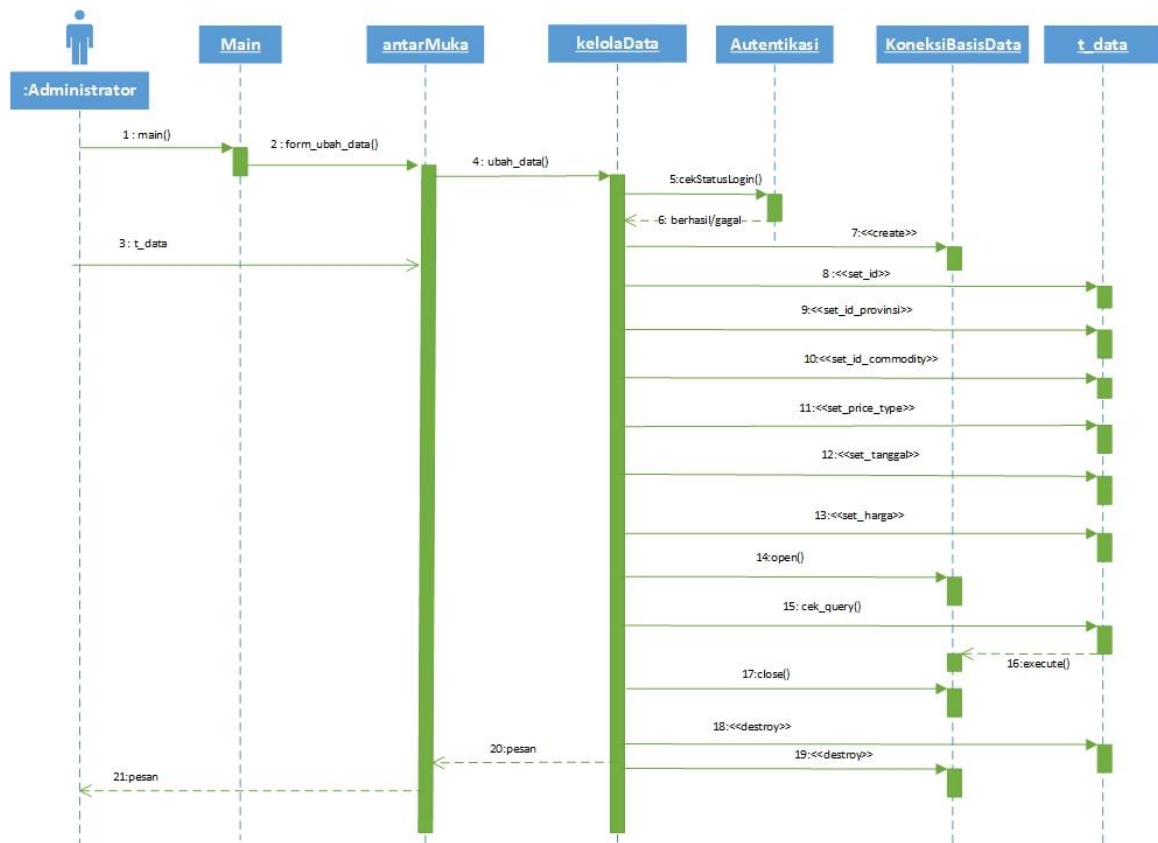 Main
antarMuka
kelolaData
Autentikasi
KoneksiBasisData
t_data
:Administrator
1 : main()
2 : form_ubah_data()
4 : ubah_data()
5:cekStatusLogin()
6: berhasil/gagal
3 : t_data
7:<<create>>
8 :<<set_id>>
9:<<set_id_provinsi>>
10:<<set_id_commodity>>
11:<<set_price_type>>
12:<<set_tanggal>>
13:<<set_harga>>
14:open()
15: cek_query()
16:execute()
17:close()
18:<<destroy>>
20:pesan
19:<<destroy>>
21:pesan